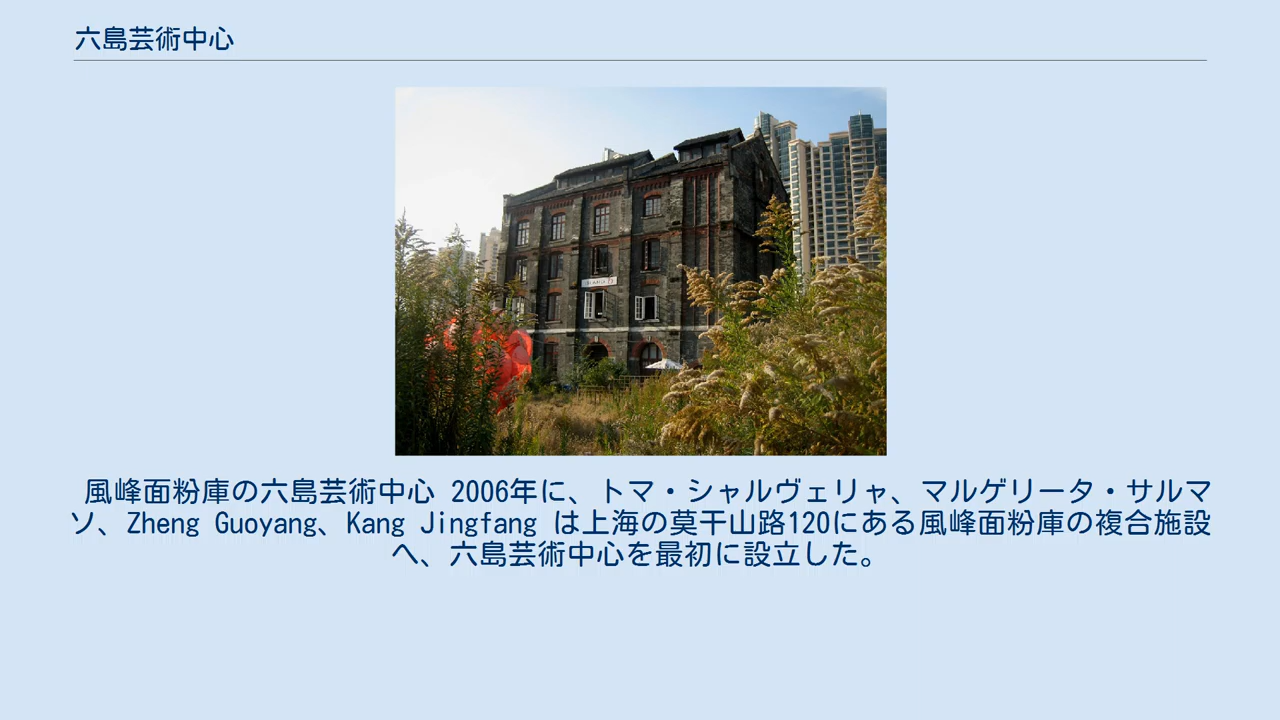 六島芸術中心
風峰面粉庫の六島芸術中心 2006年に、トマ・シャルヴェリャ、マルゲリータ・サルマ
ソ、Zheng Guoyang、Kang Jingfang は上海の莫干山路120にある風峰面粉庫の複合施設
へ、六島芸術中心を最初に設立した。